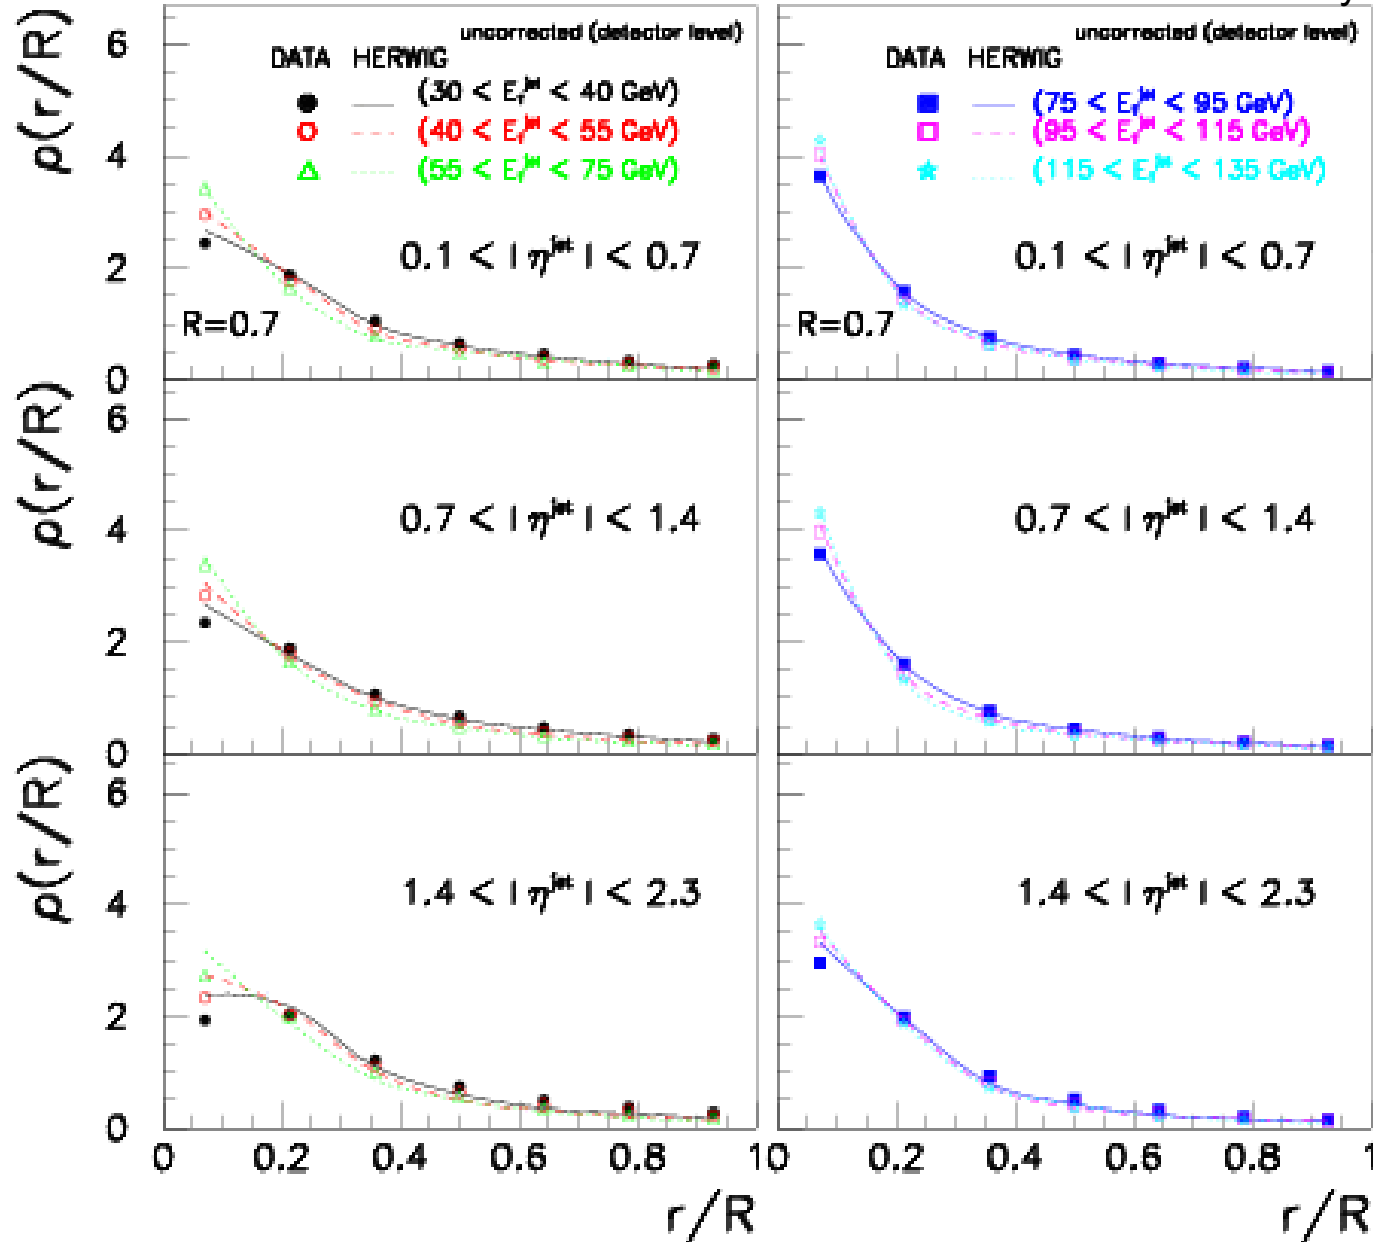 y
uncorrected (detector level)
DATA HERWIG
(30 < E_T^jet < 40 GeV)
(40 < E_T^jet < 55 GeV)
(55 < E_T^jet < 75 GeV)
0.1 < | η^jet | < 0.7
R=0.7
ρ(r/R)
6
4
2
0
uncorrected (detector level)
DATA HERWIG
(75 < E_T^jet < 95 GeV)
(95 < E_T^jet < 115 GeV)
(115 < E_T^jet < 135 GeV)
0.1 < | η^jet | < 0.7
R=0.7
ρ(r/R)
6
4
2
0
0.7 < | η^jet | < 1.4
0.7 < | η^jet | < 1.4
ρ(r/R)
6
4
2
0
1.4 < | η^jet | < 2.3
1.4 < | η^jet | < 2.3
0 0.2 0.4 0.6 0.8 10 0.2 0.4 0.6 0.8 1
r/R r/R